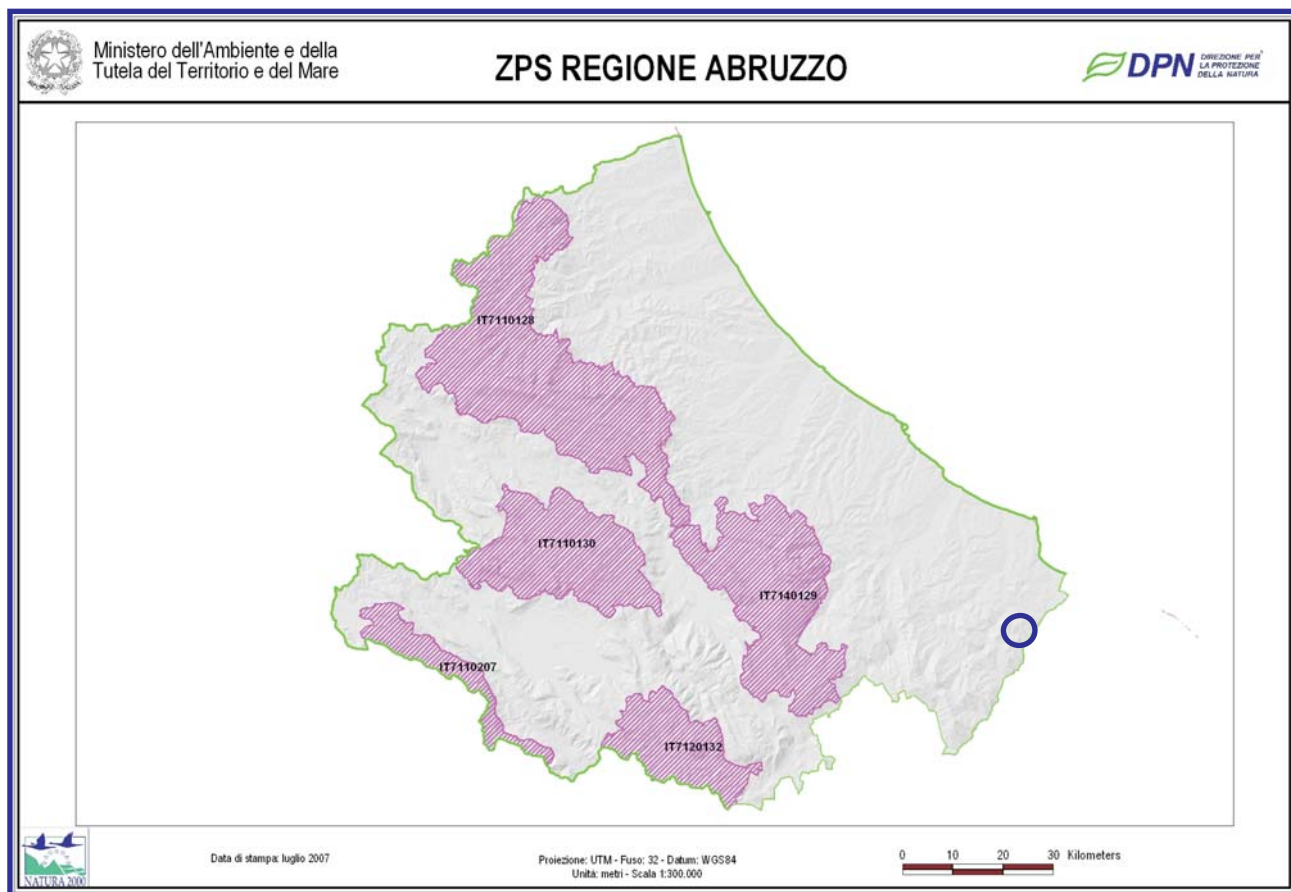 Ministero dell'Ambiente e della
Tutela del Territorio e del Mare
ZPS REGIONE ABRUZZO
DPN DIREZIONE PER
LA PROTEZIONE
DELLA NATURA
IT7110128
IT7110130
IT7140129
IT7110207
IT7120132
NATURA 2000
Data di stampa: luglio 2007
Proiezione: UTM - Fuso: 32 - Datum: WGS84
Unità: metri - Scala 1:300.000
0 10 20 30 Kilometers